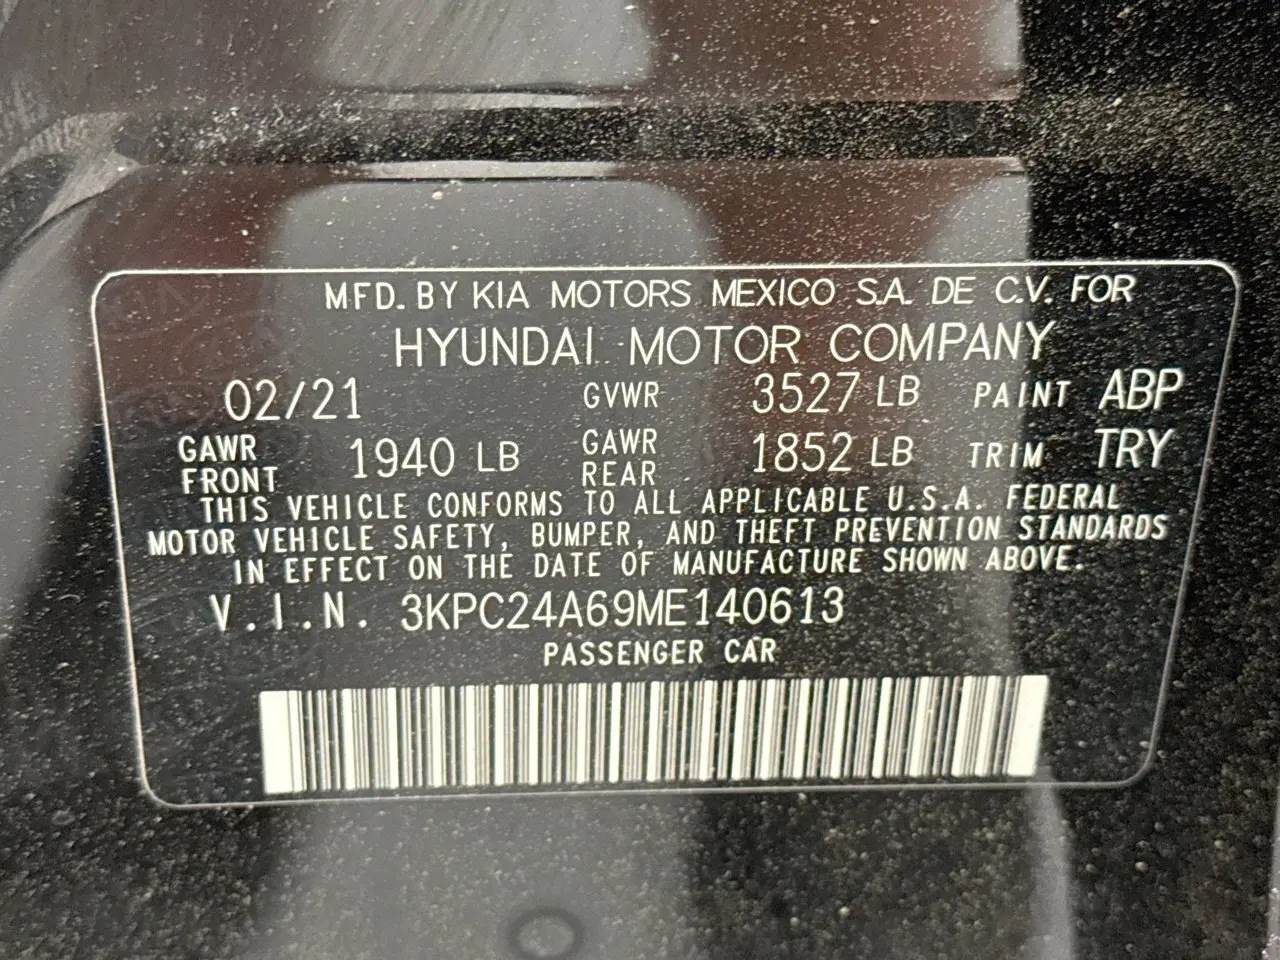 MFD. BY KIA MOTORS MEXICO S.A. DE C.V. FOR
HYUNDAI MOTOR COMPANY
02/21 GVWR 3527 LB PAINT ABP
GAWR FRONT 1940 LB GAWR REAR 1852 LB TRIM TRY
THIS VEHICLE CONFORMS TO ALL APPLICABLE U.S.A. FEDERAL
MOTOR VEHICLE SAFETY, BUMPER, AND THEFT PREVENTION STANDARDS
IN EFFECT ON THE DATE OF MANUFACTURE SHOWN ABOVE.
V.I.N. 3KPC24A69ME140613
PASSENGER CAR